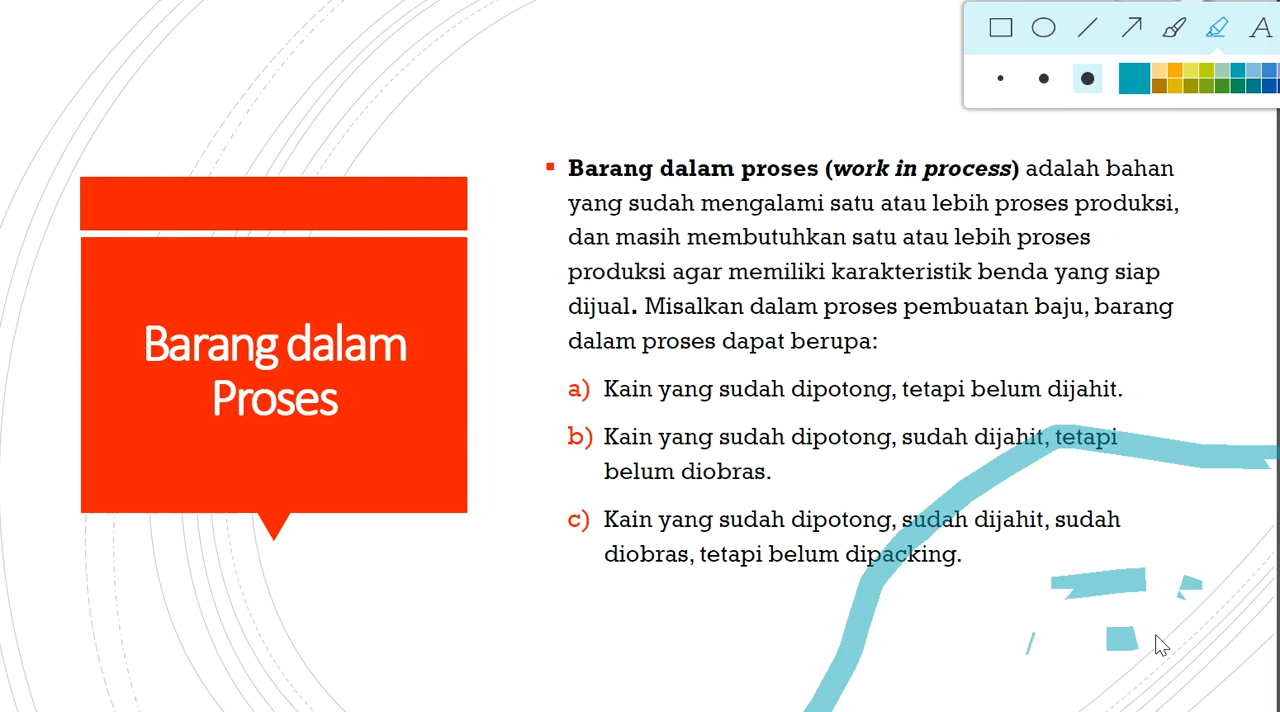 Barang dalam
Proses
Barang dalam proses (work in process) adalah bahan
yang sudah mengalami satu atau lebih proses produksi,
dan masih membutuhkan satu atau lebih proses
produksi agar memiliki karakteristik benda yang siap
dijual. Misalkan dalam proses pembuatan baju, barang
dalam proses dapat berupa:
a) Kain yang sudah dipotong, tetapi belum dijahit.
b) Kain yang sudah dipotong, sudah dijahit, tetapi
belum diobras.
c) Kain yang sudah dipotong, sudah dijahit, sudah
diobras, tetapi belum dipacking.